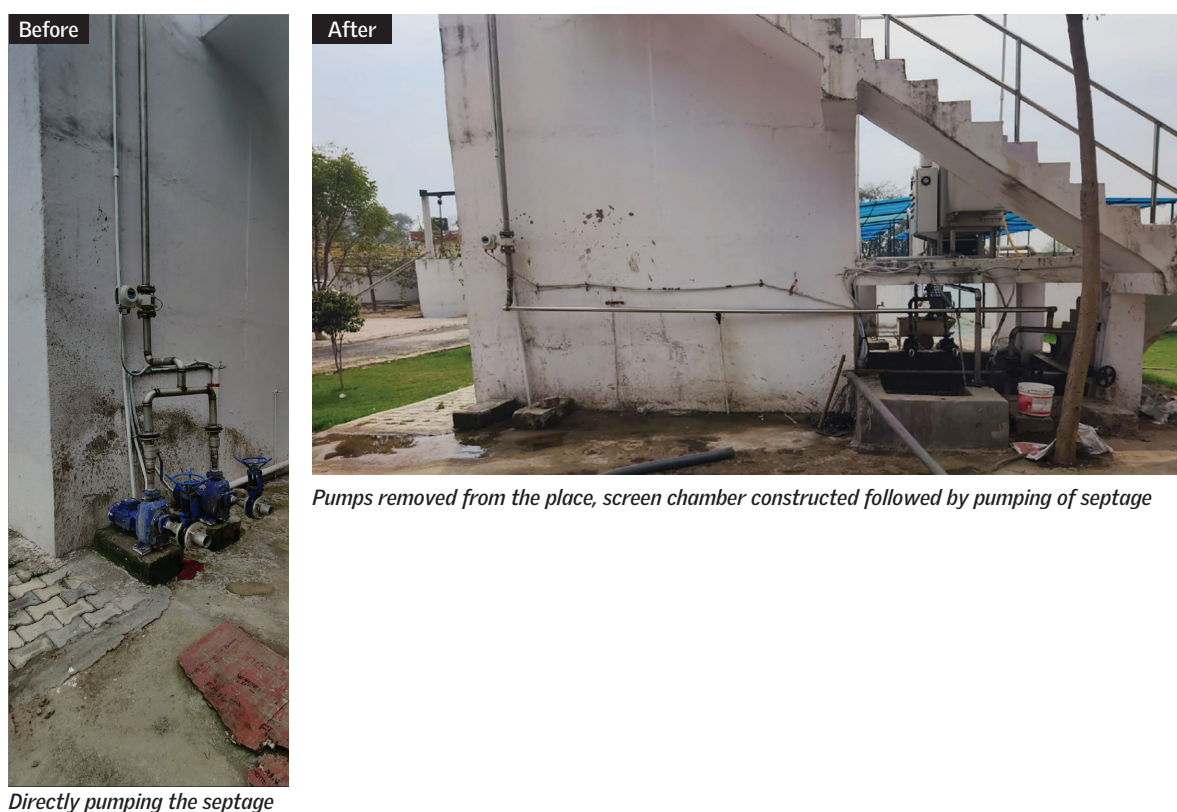 Before
After
Pumps removed from the place, screen chamber constructed followed by pumping of septage
Directly pumping the septage